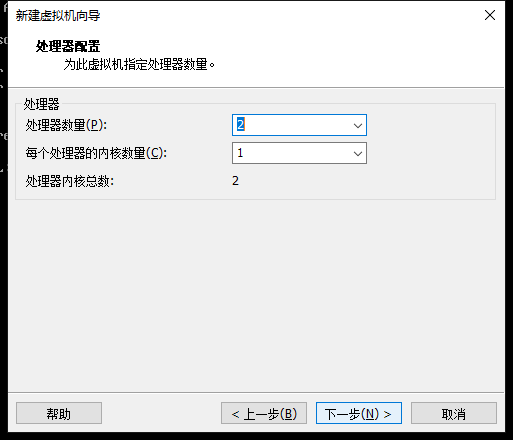 新建虚拟机向导
处理器配置
为此虚拟机指定处理器数量。
处理器
处理器数量(P):
2
每个处理器的内核数量(C):
1
处理器内核总数:
2
帮助
< 上一步(B)
下一步(N) >
取消